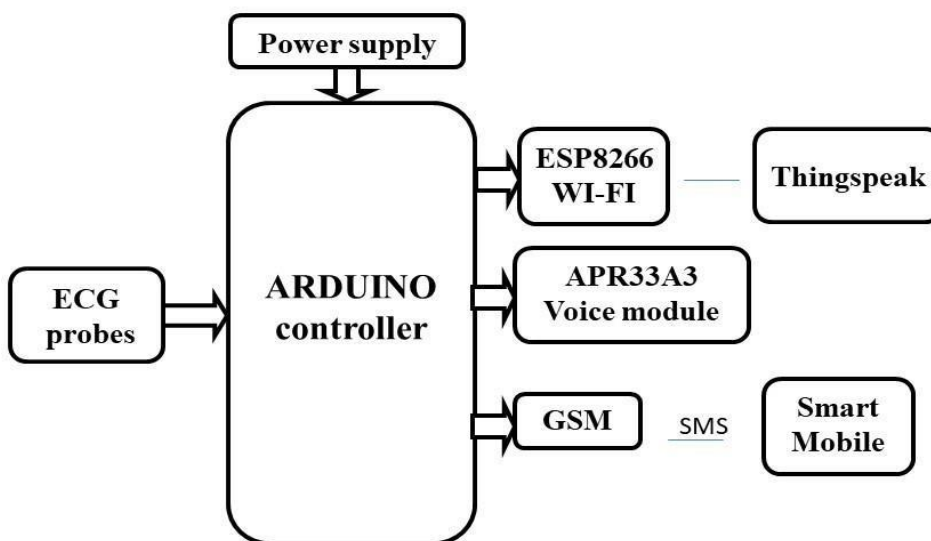 Power supply
ESP8266
WI-FI
Thingspeak
ECG
probes
ARDUINO
controller
APR33A3
Voice module
GSM
SMS
Smart
Mobile